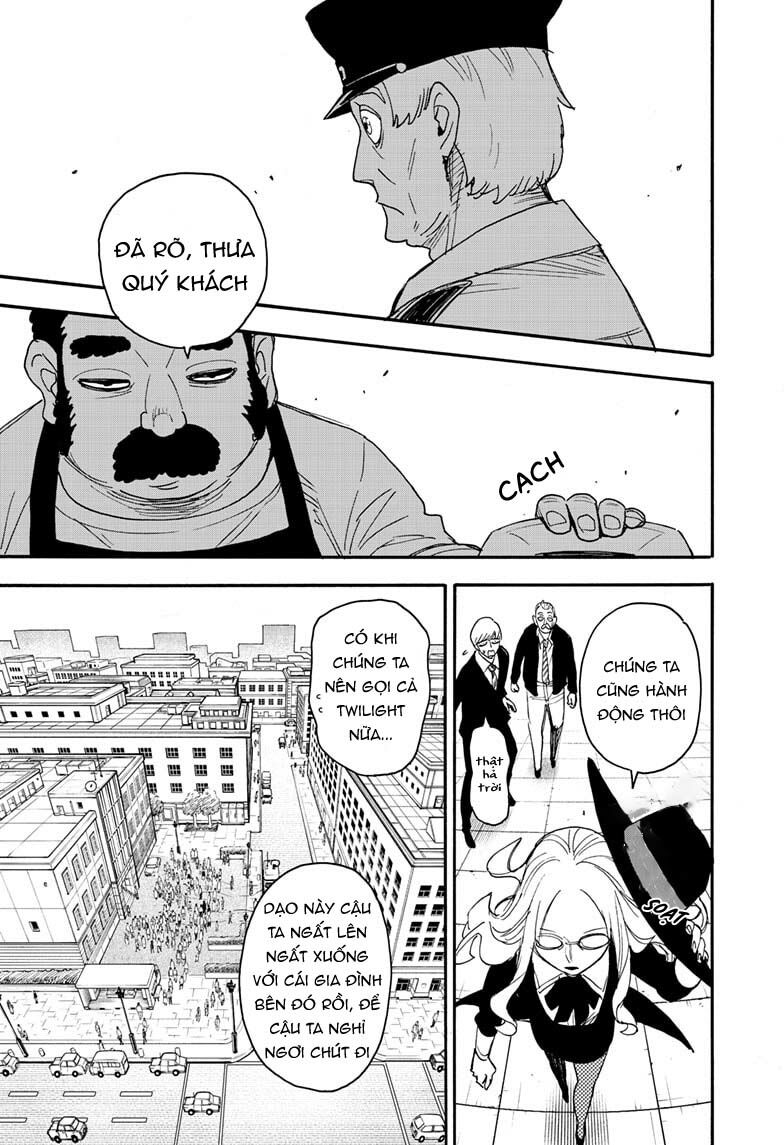 ĐÃ RÕ, THƯA
QUÝ KHÁCH
CẠCH
CHÚNG TA
CŨNG HÀNH
ĐỘNG THÔI
thật
hả
trời
SOẠT
CÓ KHI
CHÚNG TA
NÊN GỌI CẢ
TWILIGHT
NỮA...
DẠO NÀY CẬU
TA NGẤT LÊN
NGẤT XUỐNG
VỚI CÁI GIA ĐÌNH
BÊN ĐÓ RỒI, ĐỂ
CẬU TA NGHỈ
NGƠI CHÚT ĐI